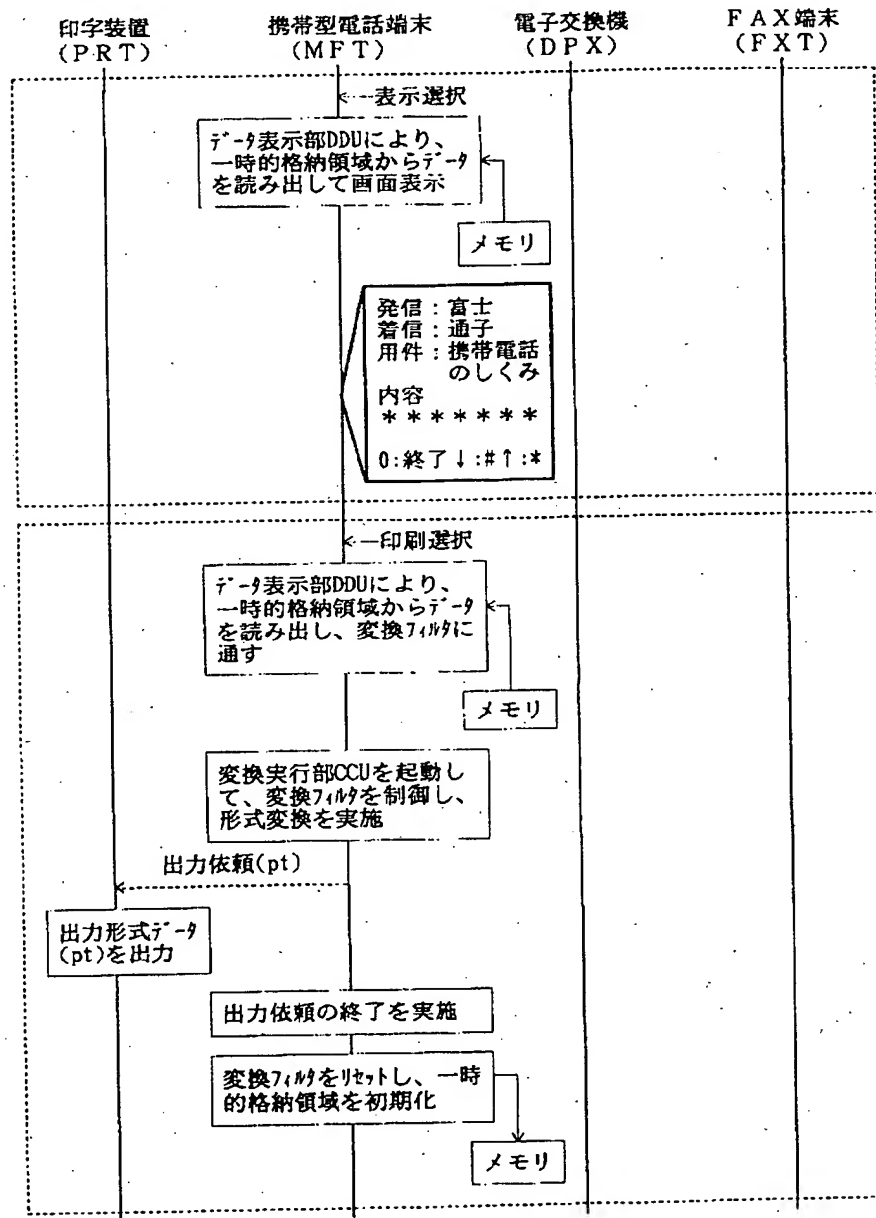 印字装置
(PRT)
携帯型電話端末
(MFT)
電子交換機
(DPX)
FAX端末
(FXT)
表示選択
データ表示部DDUにより、
一時的格納領域からデータ
を読み出して画面表示
メモリ
発信:富士
着信:通子
用件:携帯電話
のしくみ
内容
*******
0:終了↓:#↑:*
印刷選択
データ表示部DDUにより、
一時的格納領域からデータ
を読み出し、変換フィルタに
通す
メモリ
変換実行部CCUを起動し
て、変換フィルタを制御し、
形式変換を実施
出力依頼(pt)
出力形式データ
(pt)を出力
出力依頼の終了を実施
変換フィルタをリセットし、一時
的格納領域を初期化
メモリ